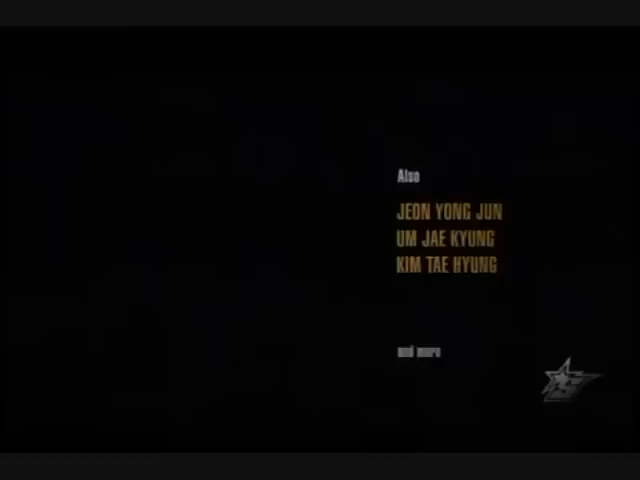 Also
JEON YONG JUN
UM JAE KYUNG
KIM TAE HYUNG
and more